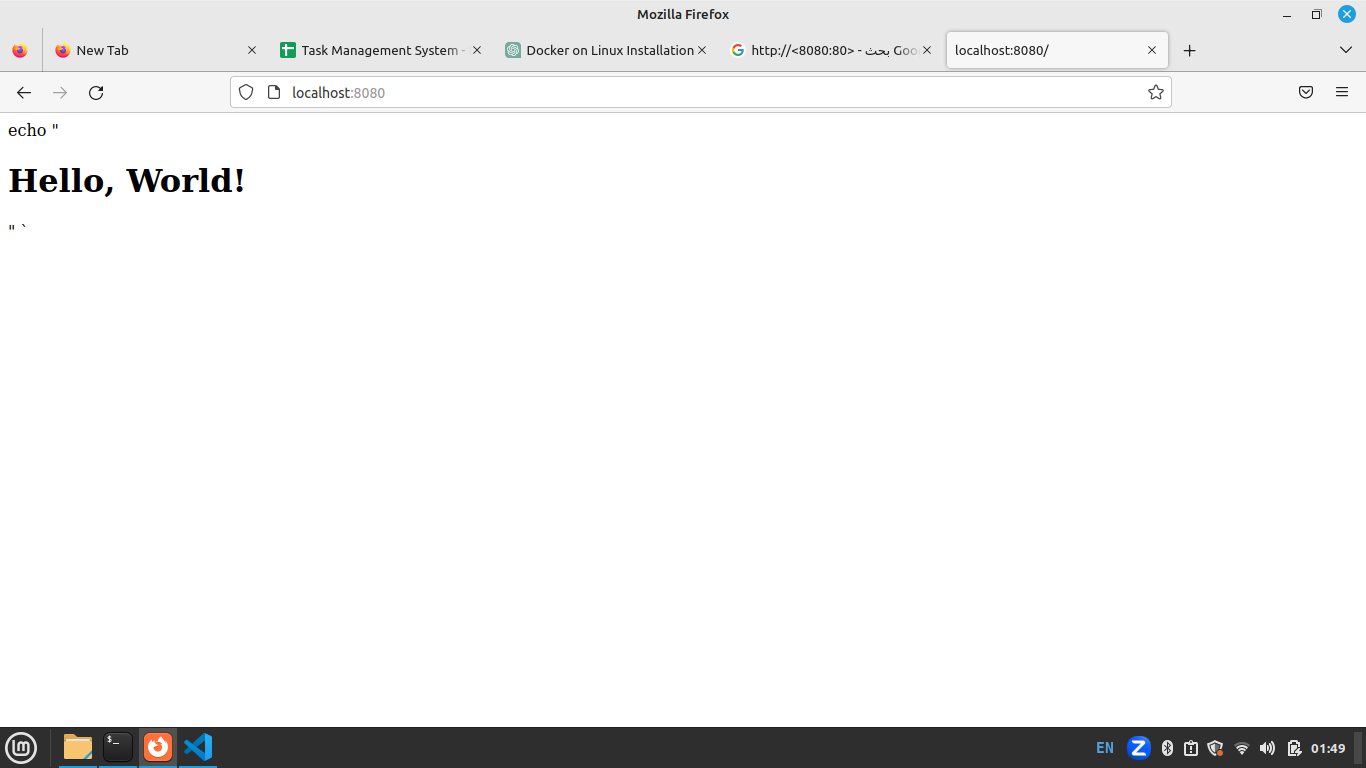 Mozilla Firefox
New Tab
Task Management System -
Docker on Linux Installation
http://<8080:80> - بحث Goo
localhost:8080/
localhost:8080
echo "
Hello, World!
" `
EN
Z
01:49